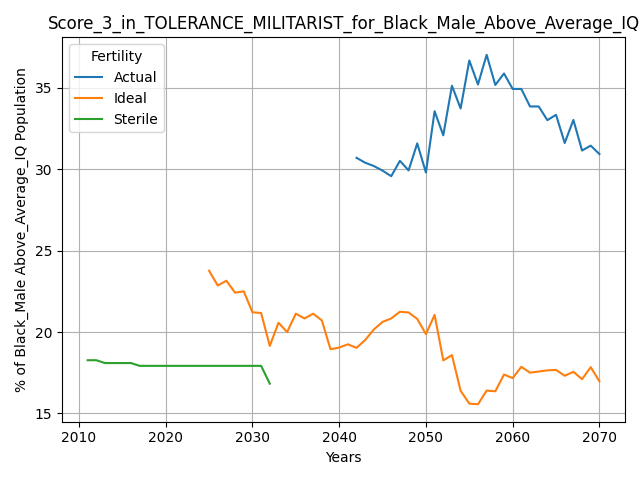 Score_3_in_TOLERANCE_MILITARIST_for_Black_Male_Above_Average_IQ
Fertility
Actual
Ideal
Sterile
% of Black_Male Above_Average_IQ Population
35
30
25
20
15
2010 2020 2030 2040 2050 2060 2070
Years